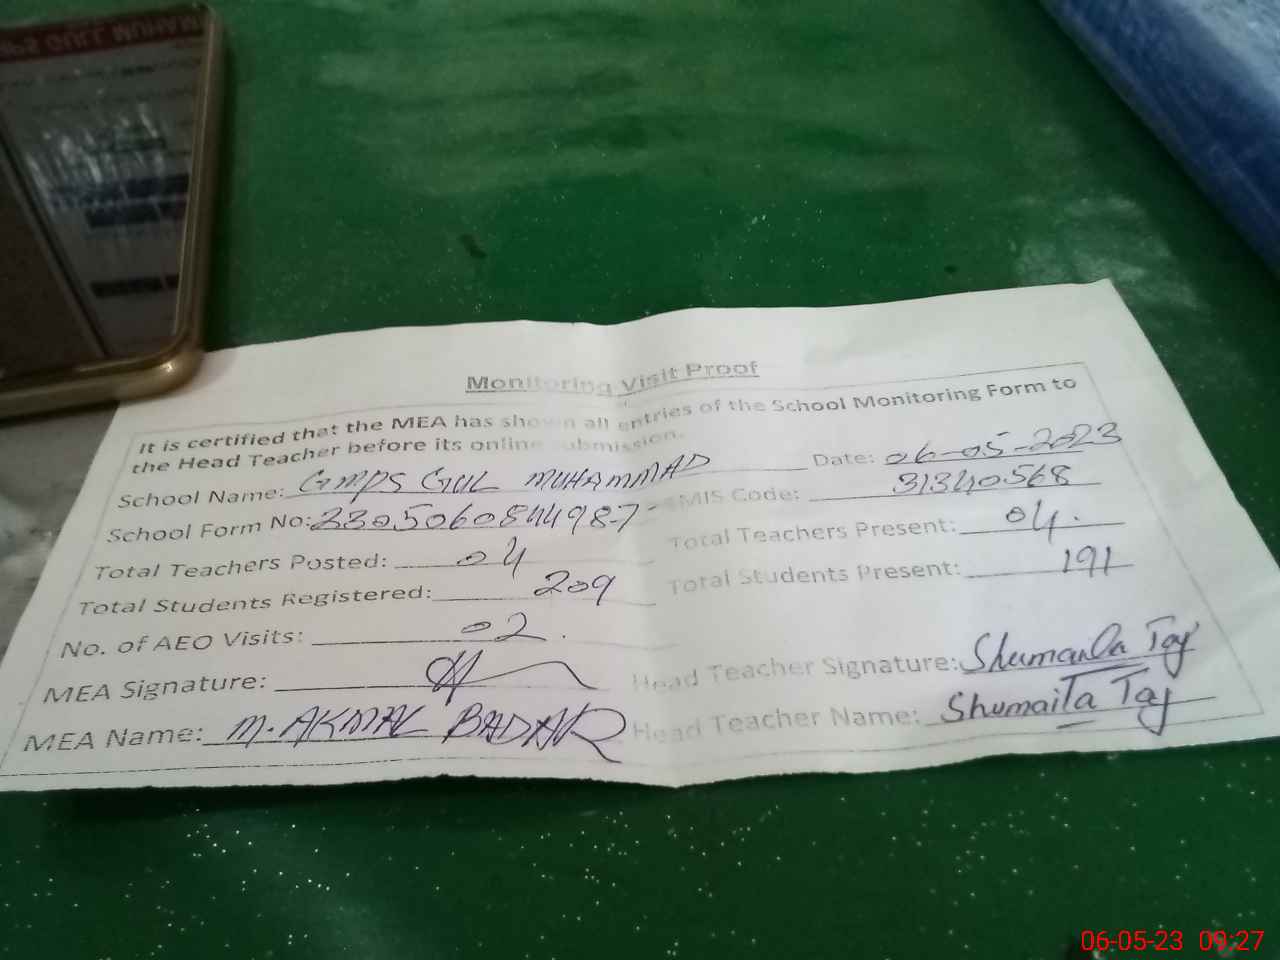 Monitoring Visit Proof
It is certified that the MEA has shown all entries of the School Monitoring Form to
the Head Teacher before its online submission.
School Name: GMPS GUL MUHAMMAD Date: 06-05-2023
School Form No: 2305060844987 EMIS Code: 31340568
Total Teachers Posted: 04 Total Teachers Present: 04.
Total Students Registered: 209 Total Students Present: 191
No. of AEO Visits: 02.
MEA Signature: Head Teacher Signature: Shumaila Taj
MEA Name: M. AKMAL BADAR Head Teacher Name: Shumaila Taj
06-05-23 09:27